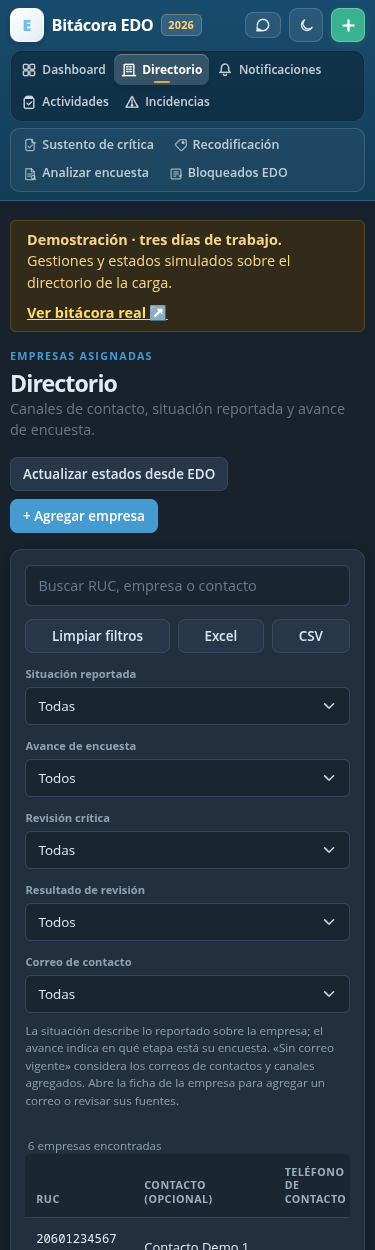 E Bitácora EDO 2026
Dashboard Directorio Notificaciones
Actividades Incidencias
Sustento de crítica Recodificación
Analizar encuesta Bloqueados EDO
Demostración · tres días de trabajo.
Gestiones y estados simulados sobre el
directorio de la carga.
Ver bitácora real ↗
EMPRESAS ASIGNADAS
Directorio
Canales de contacto, situación reportada y avance
de encuesta.
Actualizar estados desde EDO
+ Agregar empresa
Buscar RUC, empresa o contacto
Limpiar filtros Excel CSV
Situación reportada
Todas
Avance de encuesta
Todos
Revisión crítica
Todas
Resultado de revisión
Todos
Correo de contacto
Todas
La situación describe lo reportado sobre la empresa; el
avance indica en qué etapa está su encuesta. «Sin correo
vigente» considera los correos de contactos y canales
agregados. Abre la ficha de la empresa para agregar un
correo o revisar sus fuentes.
6 empresas encontradas
RUC CONTACTO (OPCIONAL) TELÉFONO DE CONTACTO
20601234567
Contacto Demo 1